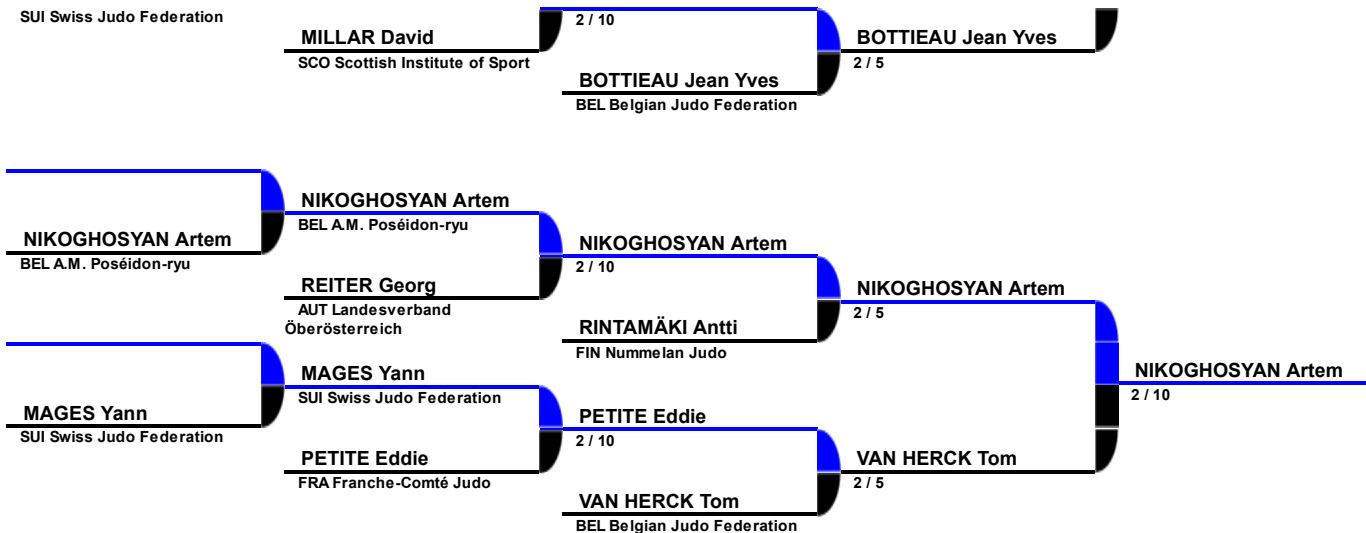 SUI Swiss Judo Federation
2 / 10
MILLAR David
BOTTIEAU Jean Yves
SCO Scottish Institute of Sport
2 / 5
BOTTIEAU Jean Yves
BEL Belgian Judo Federation
NIKOGHOSYAN Artem
BEL A.M. Poséidon-ryu
NIKOGHOSYAN Artem
BEL A.M. Poséidon-ryu
NIKOGHOSYAN Artem
2 / 10
REITER Georg
AUT Landesverband
Öberösterreich
NIKOGHOSYAN Artem
2 / 5
RINTAMÄKI Antti
FIN Nummelan Judo
MAGES Yann
SUI Swiss Judo Federation
NIKOGHOSYAN Artem
2 / 10
MAGES Yann
SUI Swiss Judo Federation
PETITE Eddie
2 / 10
PETITE Eddie
FRA Franche-Comté Judo
VAN HERCK Tom
2 / 5
VAN HERCK Tom
BEL Belgian Judo Federation